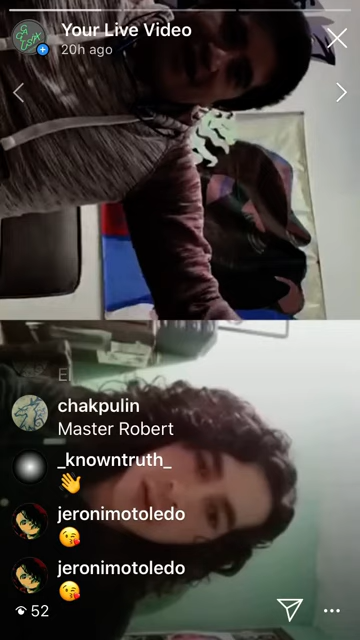 Your Live Video
20h ago
chakpulin
Master Robert
_knowntruth_
👋
jeronimotoledo
😘
jeronimotoledo
😘
52